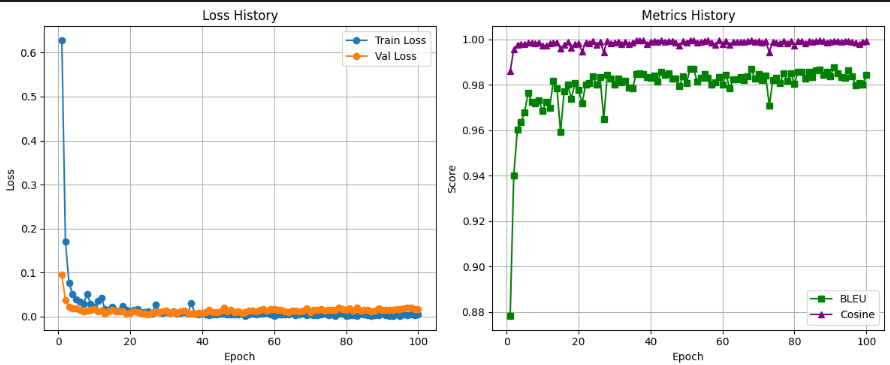 Loss History
Train Loss
Val Loss
0.6
0.5
0.4
0.3
0.2
0.1
0.0
Loss
0 20 40 60 80 100
Epoch
Metrics History
1.00
0.98
0.96
0.94
0.92
0.90
0.88
Score
BLEU
Cosine
0 20 40 60 80 100
Epoch